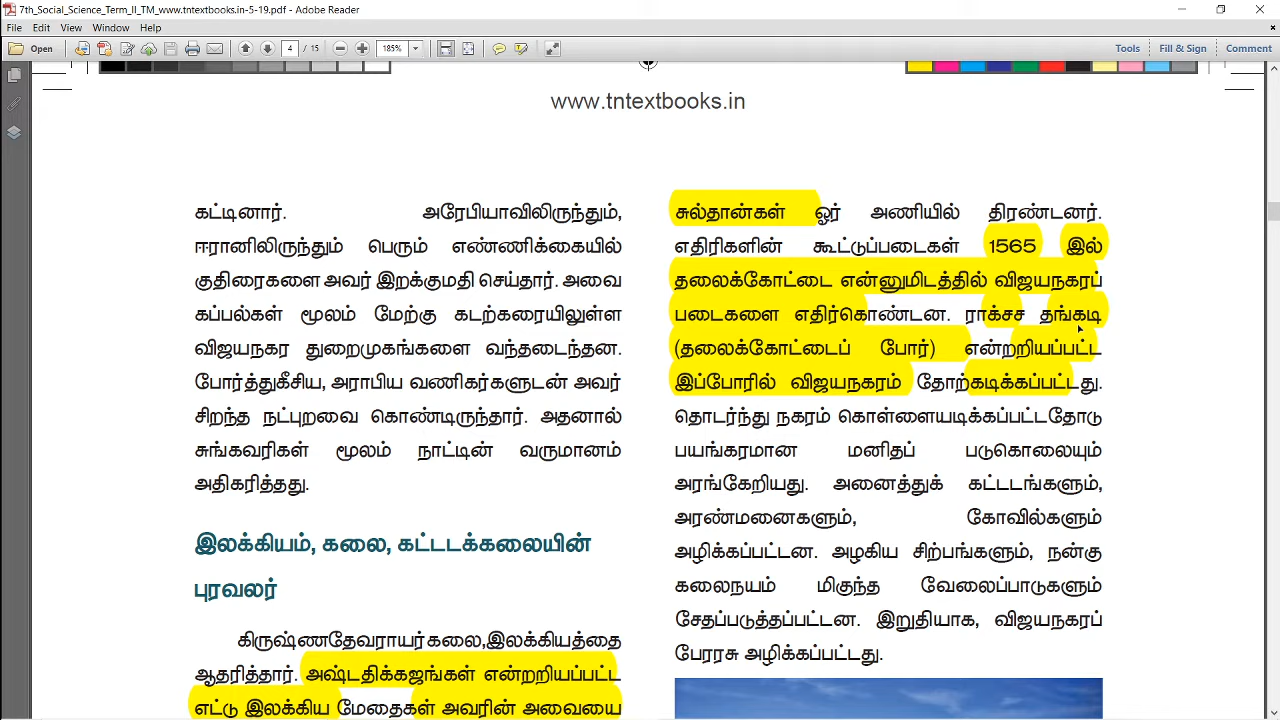 7th_Social_Science_Term_II_TM_www.tntextbooks.in-5-19.pdf - Adobe Reader
File Edit View Window Help
Open 4 / 15 185% Tools Fill & Sign Comment
www.tntextbooks.in
கட்டினார். அரேபியாவிலிருந்தும்,
ஈரானிலிருந்தும் பெரும் எண்ணிக்கையில்
குதிரைகளை அவர் இறக்குமதி செய்தார். அவை
கப்பல்கள் மூலம் மேற்கு கடற்கரையிலுள்ள
விஜயநகர துறைமுகங்களை வந்தடைந்தன.
போர்த்துகீசிய, அராபிய வணிகர்களுடன் அவர்
சிறந்த நட்புறவை கொண்டிருந்தார். அதனால்
சுங்கவரிகள் மூலம் நாட்டின் வருமானம்
அதிகரித்தது.
இலக்கியம், கலை, கட்டடக்கலையின்
புரவலர்
கிருஷ்ணதேவராயர் கலை,இலக்கியத்தை
ஆதரித்தார். அஷ்டதிக்கஜங்கள் என்றறியப்பட்ட
எட்டு இலக்கிய மேதைகள் அவரின் அவையை
சுல்தான்கள் ஓர் அணியில் திரண்டனர்.
எதிரிகளின் கூட்டுப்படைகள் 1565 இல்
தலைக்கோட்டை என்னுமிடத்தில் விஜயநகரப்
படைகளை எதிர்கொண்டன. ராக்சச தங்கடி
(தலைக்கோட்டைப் போர்) என்றறியப்பட்ட
இப்போரில் விஜயநகரம் தோற்கடிக்கப்பட்டது.
தொடர்ந்து நகரம் கொள்ளையடிக்கப்பட்டதோடு
பயங்கரமான மனிதப் படுகொலையும்
அரங்கேறியது. அனைத்துக் கட்டடங்களும்,
அரண்மனைகளும், கோவில்களும்
அழிக்கப்பட்டன. அழகிய சிற்பங்களும், நன்கு
கலைநயம் மிகுந்த வேலைப்பாடுகளும்
சேதப்படுத்தப்பட்டன. இறுதியாக, விஜயநகரப்
பேரரசு அழிக்கப்பட்டது.